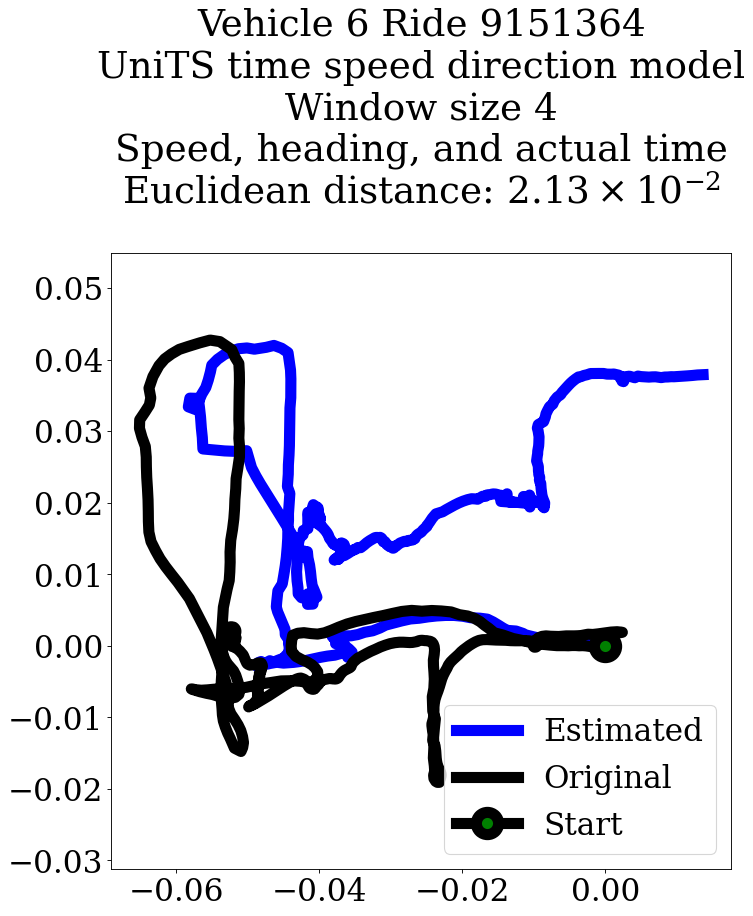 Vehicle 6 Ride 9151364
UniTS time speed direction model
Window size 4
Speed, heading, and actual time
Euclidean distance: 2.13 × 10⁻²
0.05
0.04
0.03
0.02
0.01
0.00
−0.01
−0.02
−0.03
Estimated
Original
Start
−0.06 −0.04 −0.02 0.00